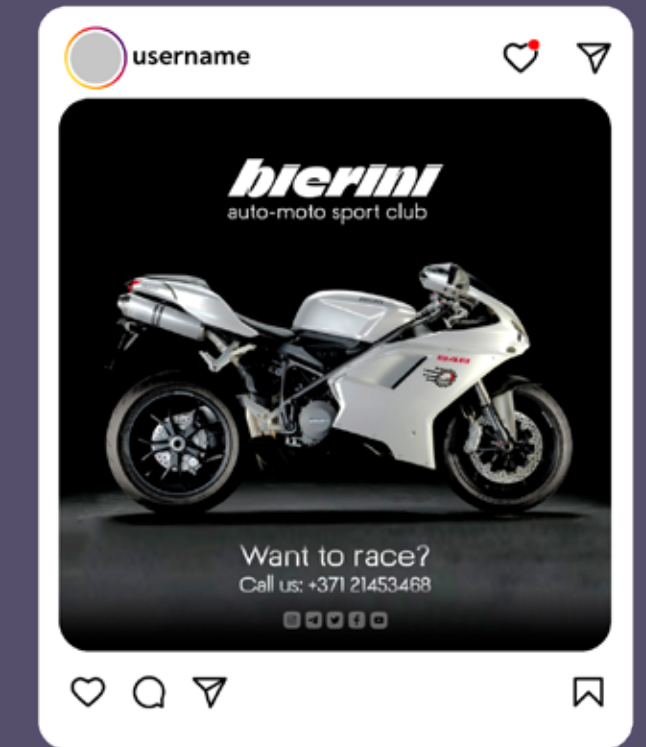 username
bierini
auto-moto sport club
848
Want to race?
Call us: +371 21453468